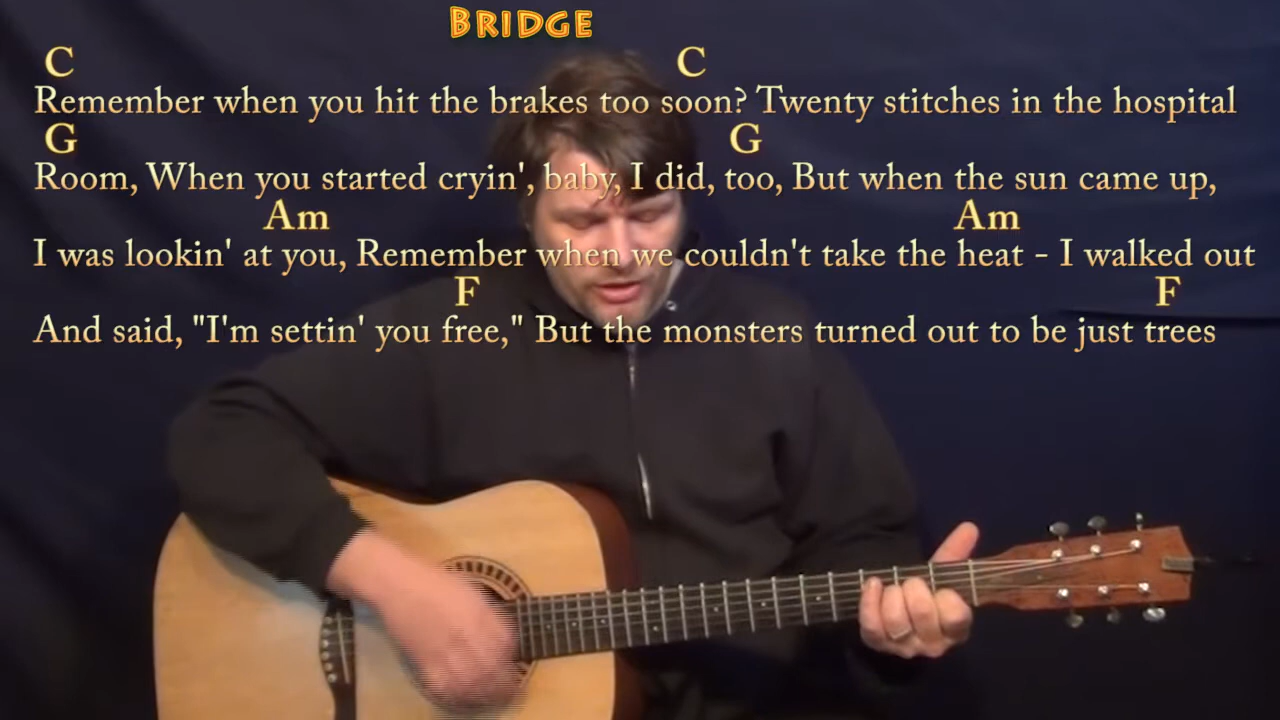 BRIDGE
C C
Remember when you hit the brakes too soon? Twenty stitches in the hospital
G G
Room, When you started cryin', baby, I did, too, But when the sun came up,
Am Am
I was lookin' at you, Remember when we couldn't take the heat - I walked out
F F
And said, "I'm settin' you free," But the monsters turned out to be just trees